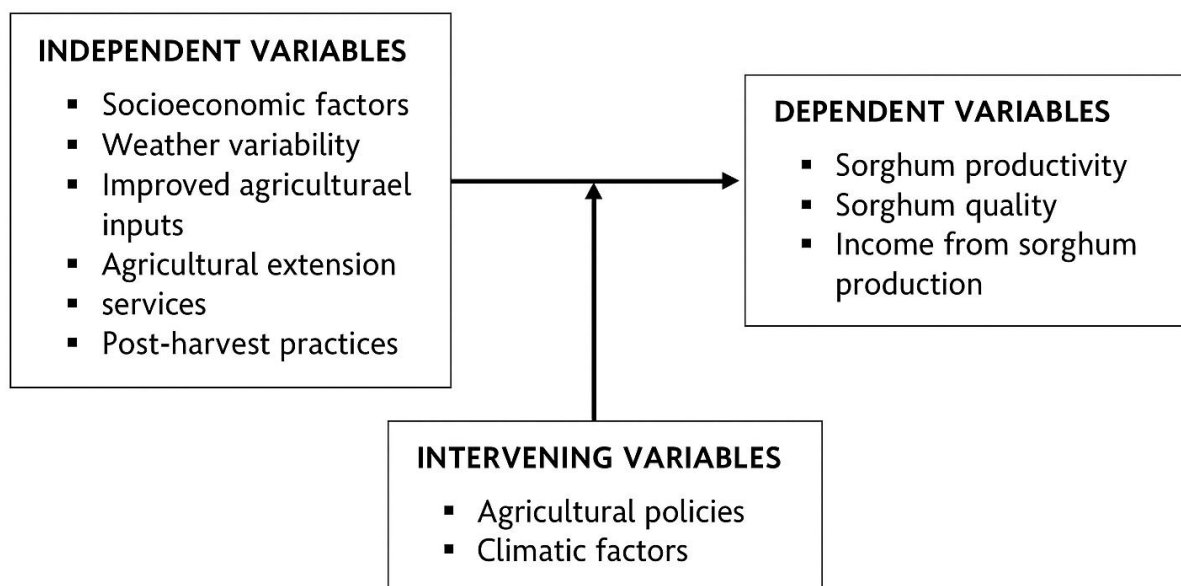 INDEPENDENT VARIABLES
▪ Socioeconomic factors
▪ Weather variability
▪ Improved agriculturael
inputs
▪ Agricultural extension
▪ services
▪ Post-harvest practices
DEPENDENT VARIABLES
▪ Sorghum productivity
▪ Sorghum quality
▪ Income from sorghum
production
INTERVENING VARIABLES
▪ Agricultural policies
▪ Climatic factors